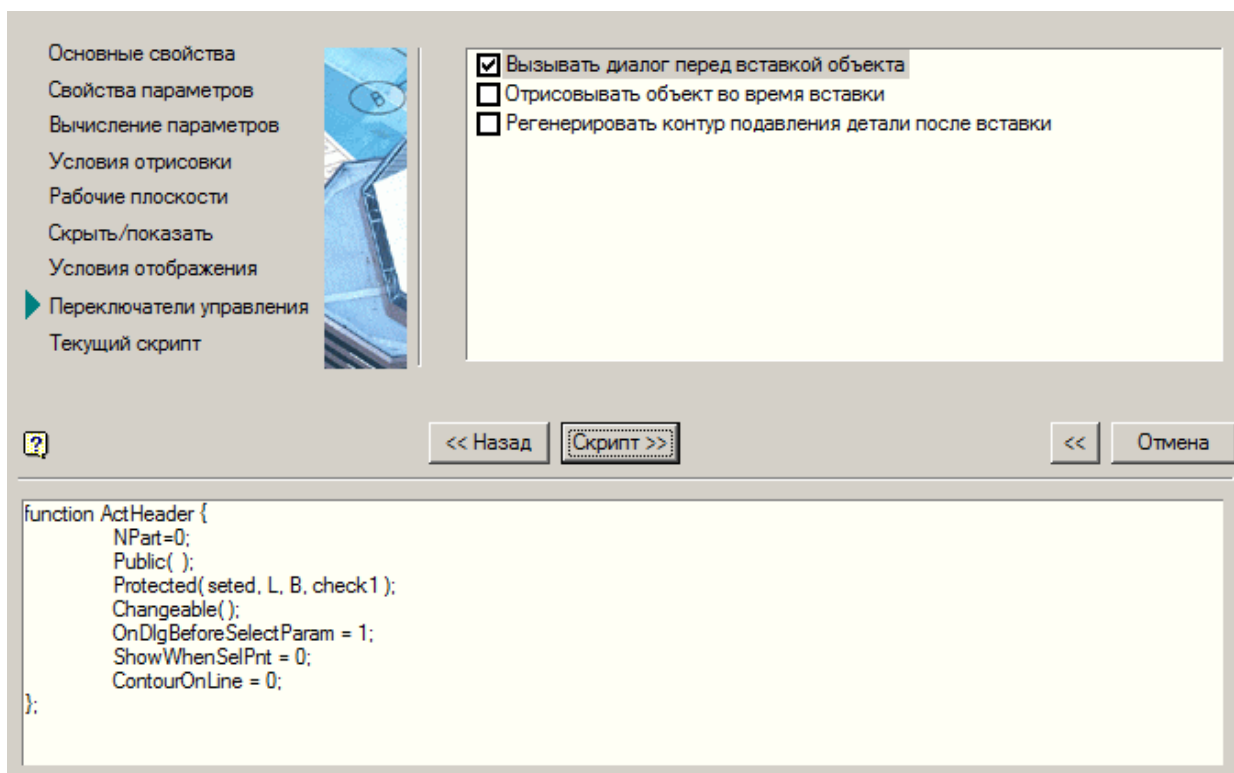 Основные свойства
Свойства параметров
Вычисление параметров
Условия отрисовки
Рабочие плоскости
Скрыть/показать
Условия отображения
Переключатели управления
Текущий скрипт
B
Вызывать диалог перед вставкой объекта
Отрисовывать объект во время вставки
Регенерировать контур подавления детали после вставки
?
<< Назад
Скрипт >>
<<
Отмена
function ActHeader {
NPart=0;
Public( );
Protected( seted, L, B, check1 );
Changeable( );
OnDlgBeforeSelectParam = 1;
ShowWhenSelPnt = 0;
ContourOnLine = 0;
};